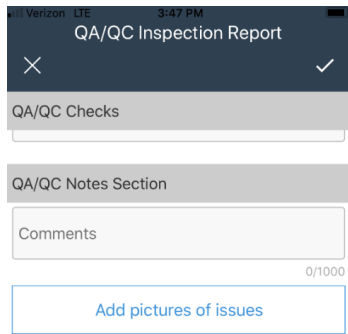 Verizon LTE 3:47 PM
QA/QC Inspection Report
QA/QC Checks
QA/QC Notes Section
Comments
0/1000
Add pictures of issues